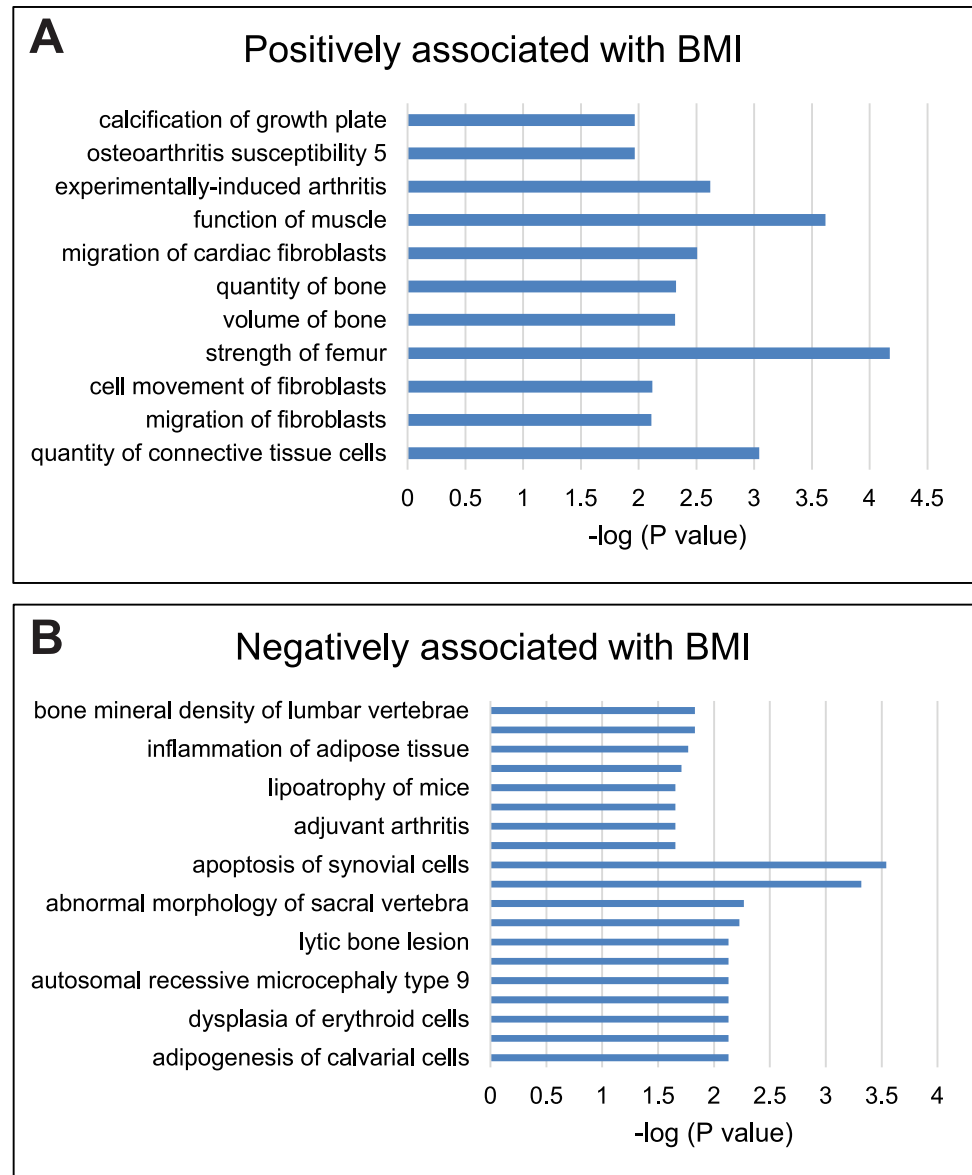 A
Positively associated with BMI
calcification of growth plate
osteoarthritis susceptibility 5
experimentally-induced arthritis
function of muscle
migration of cardiac fibroblasts
quantity of bone
volume of bone
strength of femur
cell movement of fibroblasts
migration of fibroblasts
quantity of connective tissue cells
0 0.5 1 1.5 2 2.5 3 3.5 4 4.5
-log (P value)
B
Negatively associated with BMI
bone mineral density of lumbar vertebrae
inflammation of adipose tissue
lipoatrophy of mice
adjuvant arthritis
apoptosis of synovial cells
abnormal morphology of sacral vertebra
lytic bone lesion
autosomal recessive microcephaly type 9
dysplasia of erythroid cells
adipogenesis of calvarial cells
0 0.5 1 1.5 2 2.5 3 3.5 4
-log (P value)